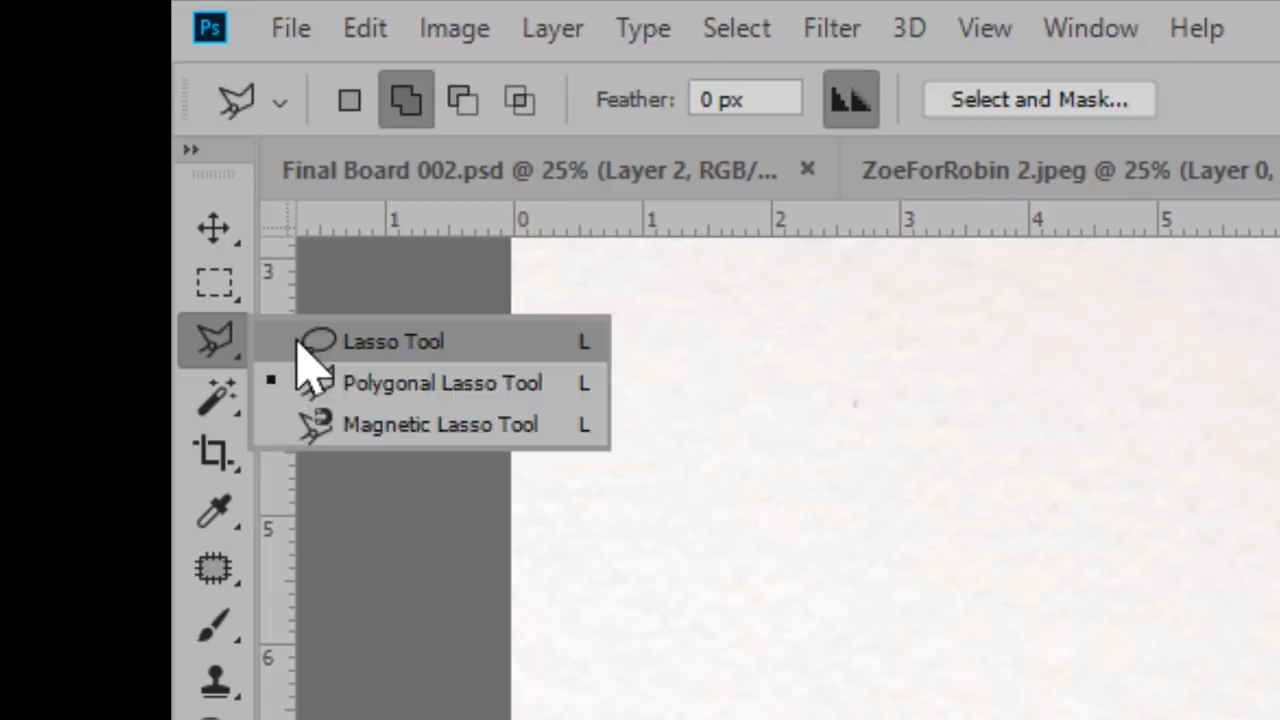 Ps File Edit Image Layer Type Select Filter 3D View Window Help
Feather: 0 px Select and Mask...
Final Board 002.psd @ 25% (Layer 2, RGB/... × ZoeForRobin 2.jpeg @ 25% (Layer 0,
1 0 1 2 3 4 5
3
Lasso Tool L
Polygonal Lasso Tool L
Magnetic Lasso Tool L
5
6